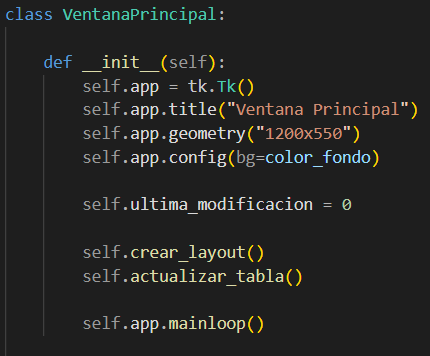 class VentanaPrincipal:
def __init__(self):
self.app = tk.Tk()
self.app.title("Ventana Principal")
self.app.geometry("1200x550")
self.app.config(bg=color_fondo)
self.ultima_modificacion = 0
self.crear_layout()
self.actualizar_tabla()
self.app.mainloop()